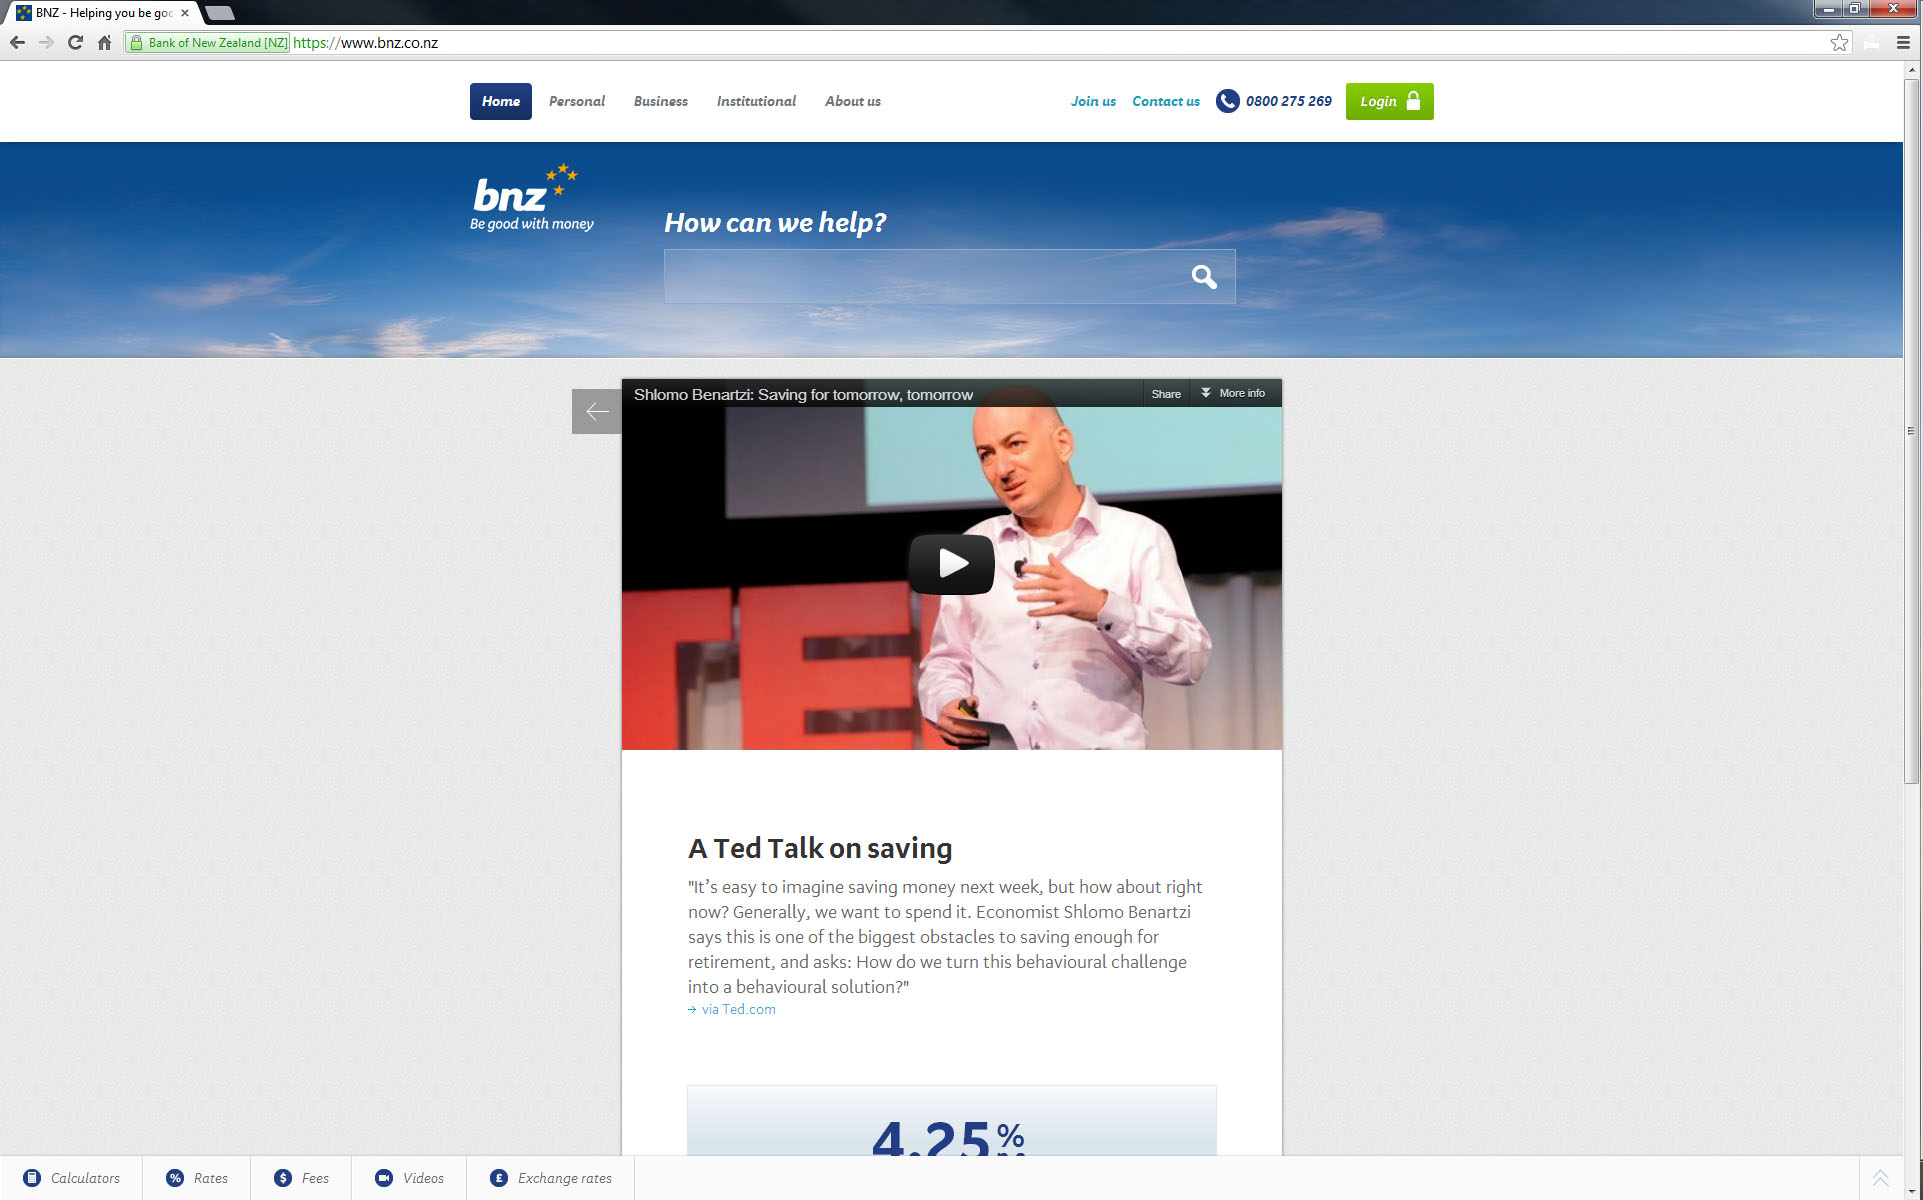 BNZ - Helping you be goo
Bank of New Zealand [NZ] https://www.bnz.co.nz
Home Personal Business Institutional About us Join us Contact us 0800 275 269 Login
bnz
Be good with money
How can we help?
Shlomo Benartzi: Saving for tomorrow, tomorrow Share More info
TED
A Ted Talk on saving
"It’s easy to imagine saving money next week, but how about right
now? Generally, we want to spend it. Economist Shlomo Benartzi
says this is one of the biggest obstacles to saving enough for
retirement, and asks: How do we turn this behavioural challenge
into a behavioural solution?"
via Ted.com
4.25%
Calculators Rates Fees Videos Exchange rates